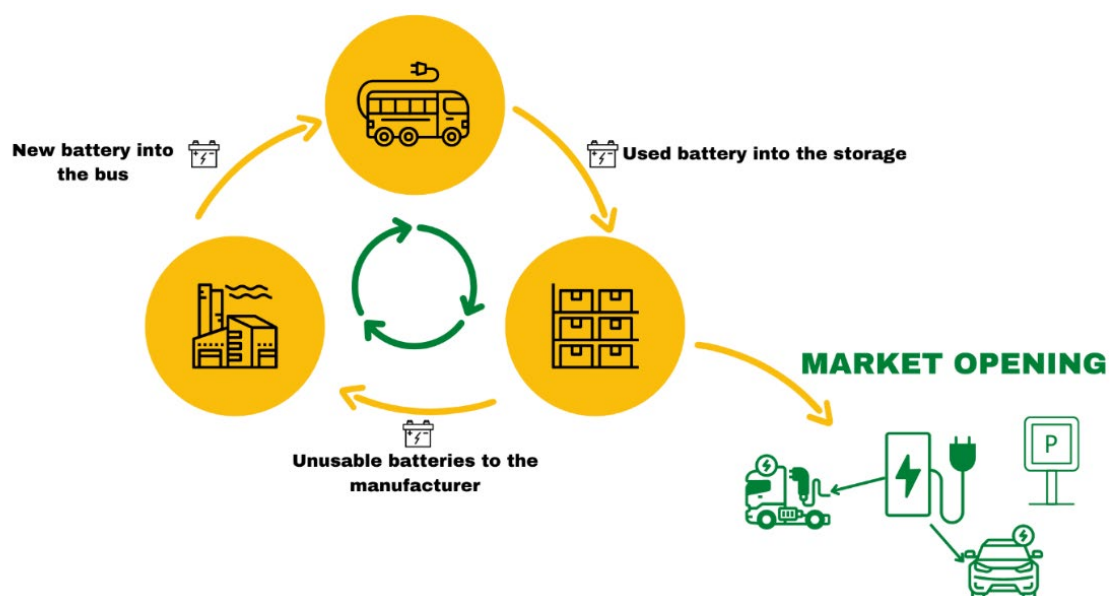 New battery into
the bus
Used battery into the storage
MARKET OPENING
P
Unusable batteries to the
manufacturer